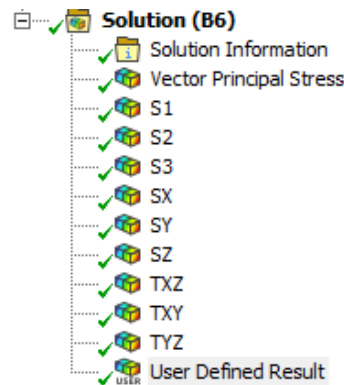 Solution (B6)
Solution Information
Vector Principal Stress
S1
S2
S3
SX
SY
SZ
TXZ
TXY
TYZ
USER
User Defined Result